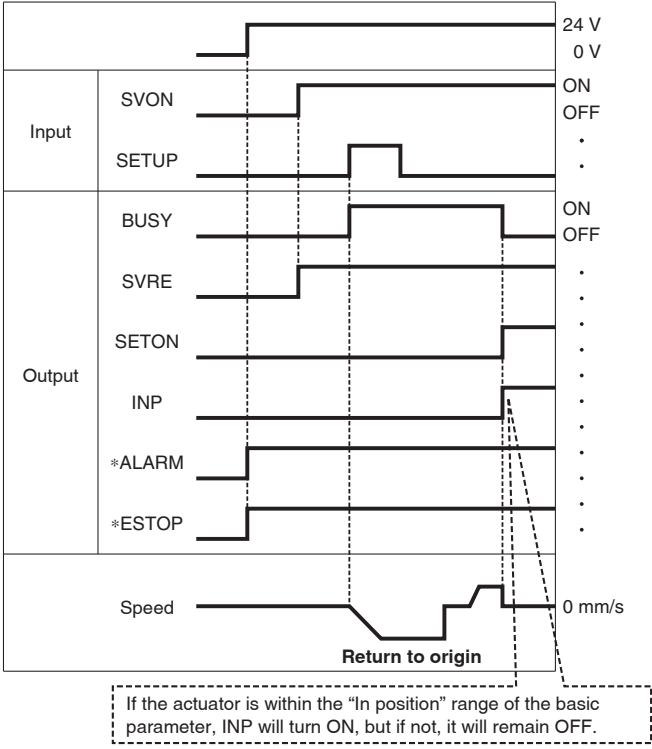 24 V
0 V
Input
SVON
ON
OFF
SETUP
Output
BUSY
ON
OFF
SVRE
SETON
INP
*ALARM
*ESTOP
Speed
0 mm/s
Return to origin
If the actuator is within the “In position” range of the basic
parameter, INP will turn ON, but if not, it will remain OFF.